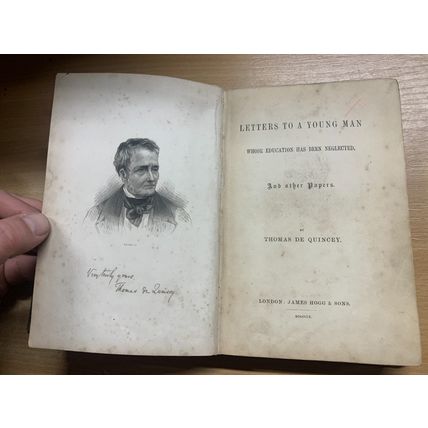 Very truly yours,
Thomas de Quincey
LETTERS TO A YOUNG MAN
WHOSE EDUCATION HAS BEEN NEGLECTED,
And other Papers.
BY
THOMAS DE QUINCEY.
LONDON: JAMES HOGG & SONS.